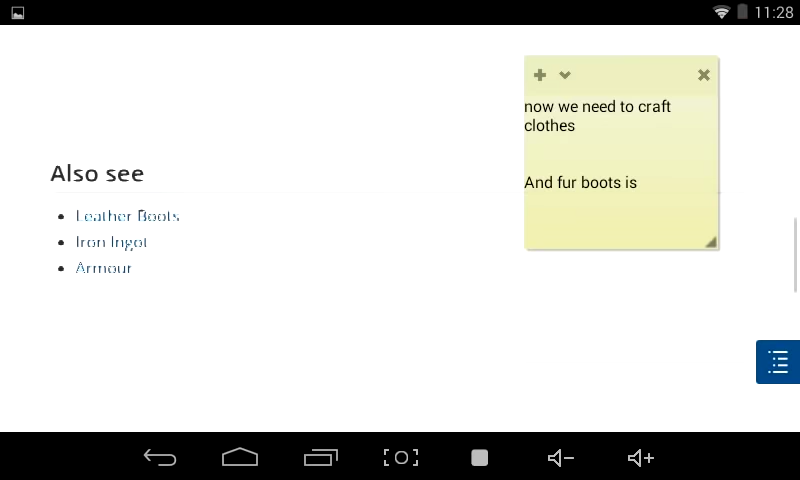 11:28
now we need to craft
clothes
And fur boots is
Also see
Leather Boots
Iron Ingot
Armour